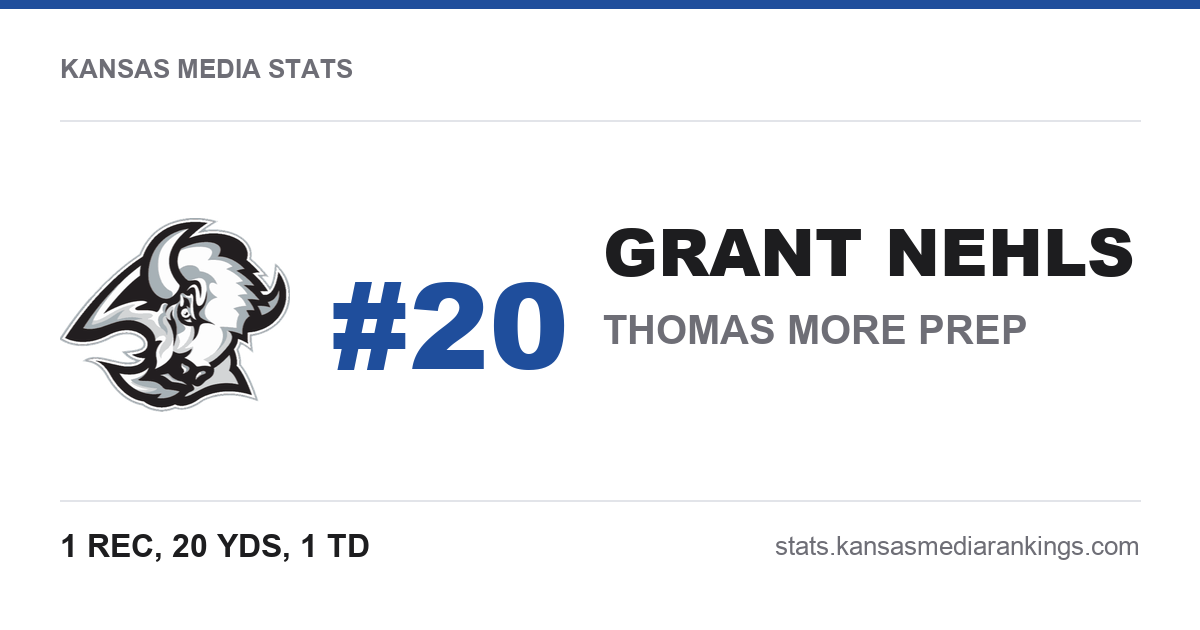 KANSAS MEDIA STATS
#20
GRANT NEHLS
THOMAS MORE PREP
1 REC, 20 YDS, 1 TD
stats.kansasmediarankings.com